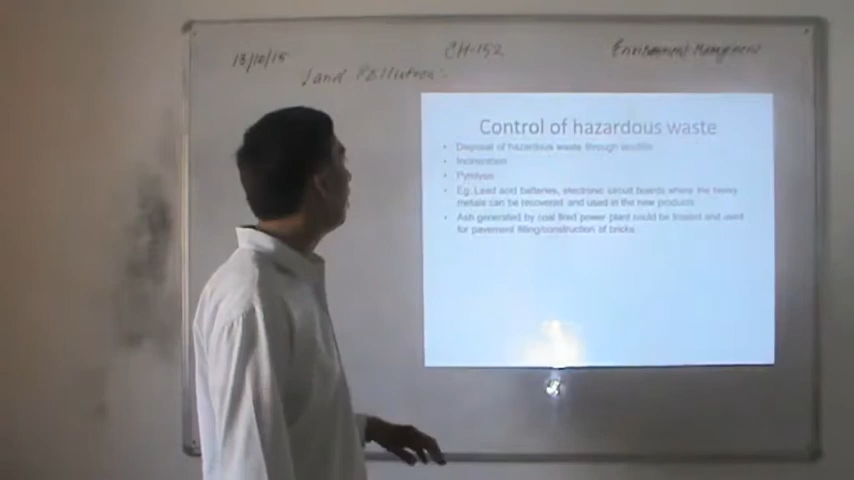 13/10/15
CH-152
Environment Management
Land Pollution:
Control of hazardous waste
• Disposal of hazardous waste through landfills
• Incineration
• Pyrolysis
• Eg. Lead acid batteries, electronic circuit boards where the heavy
metals can be recovered and used in the new products
• Ash generated by coal fired power plant could be treated and used
for pavement filling/construction of bricks.